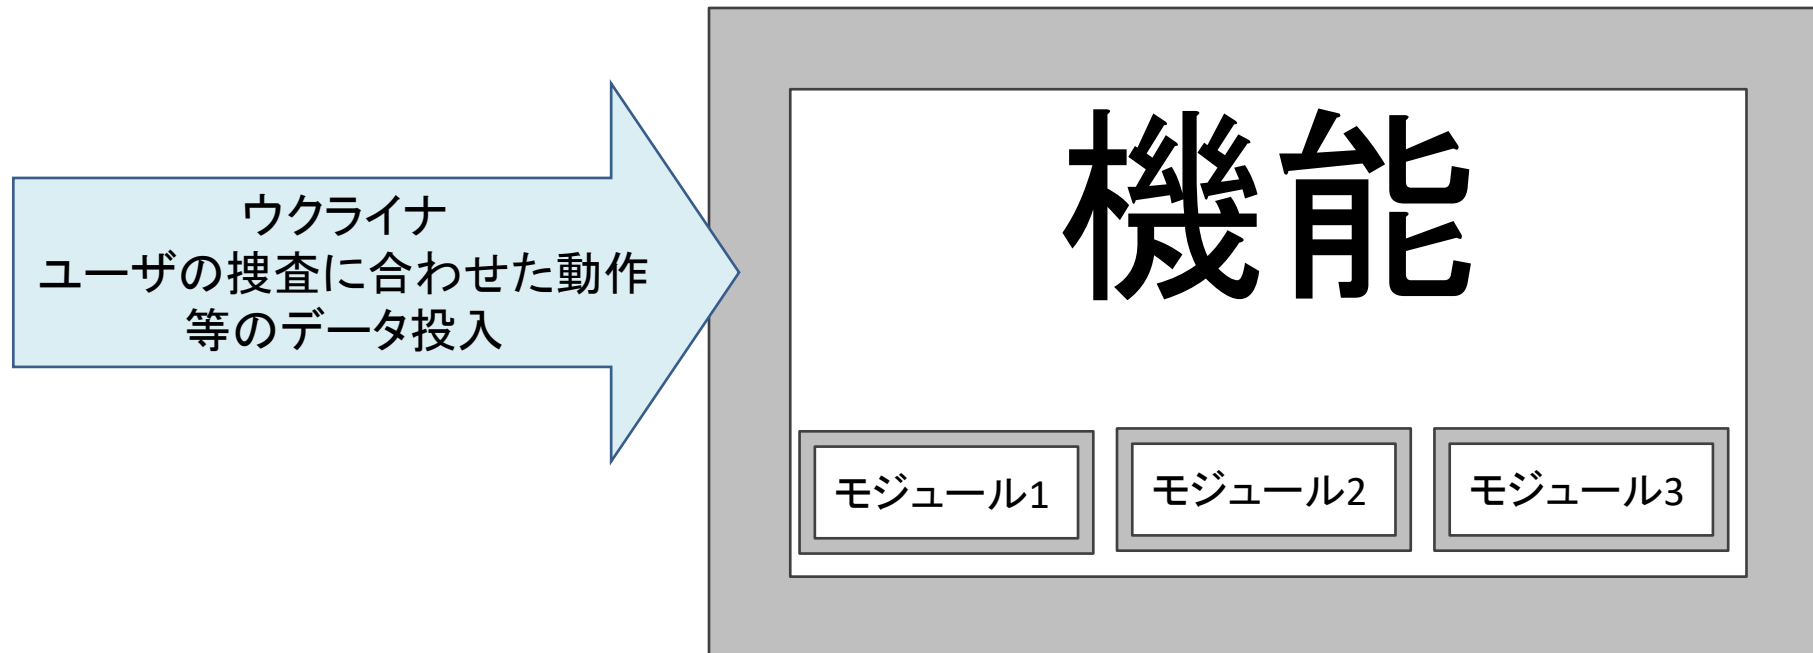 ウクライナ
ユーザの捜査に合わせた動作
等のデータ投入
機能
モジュール1
モジュール2
モジュール3